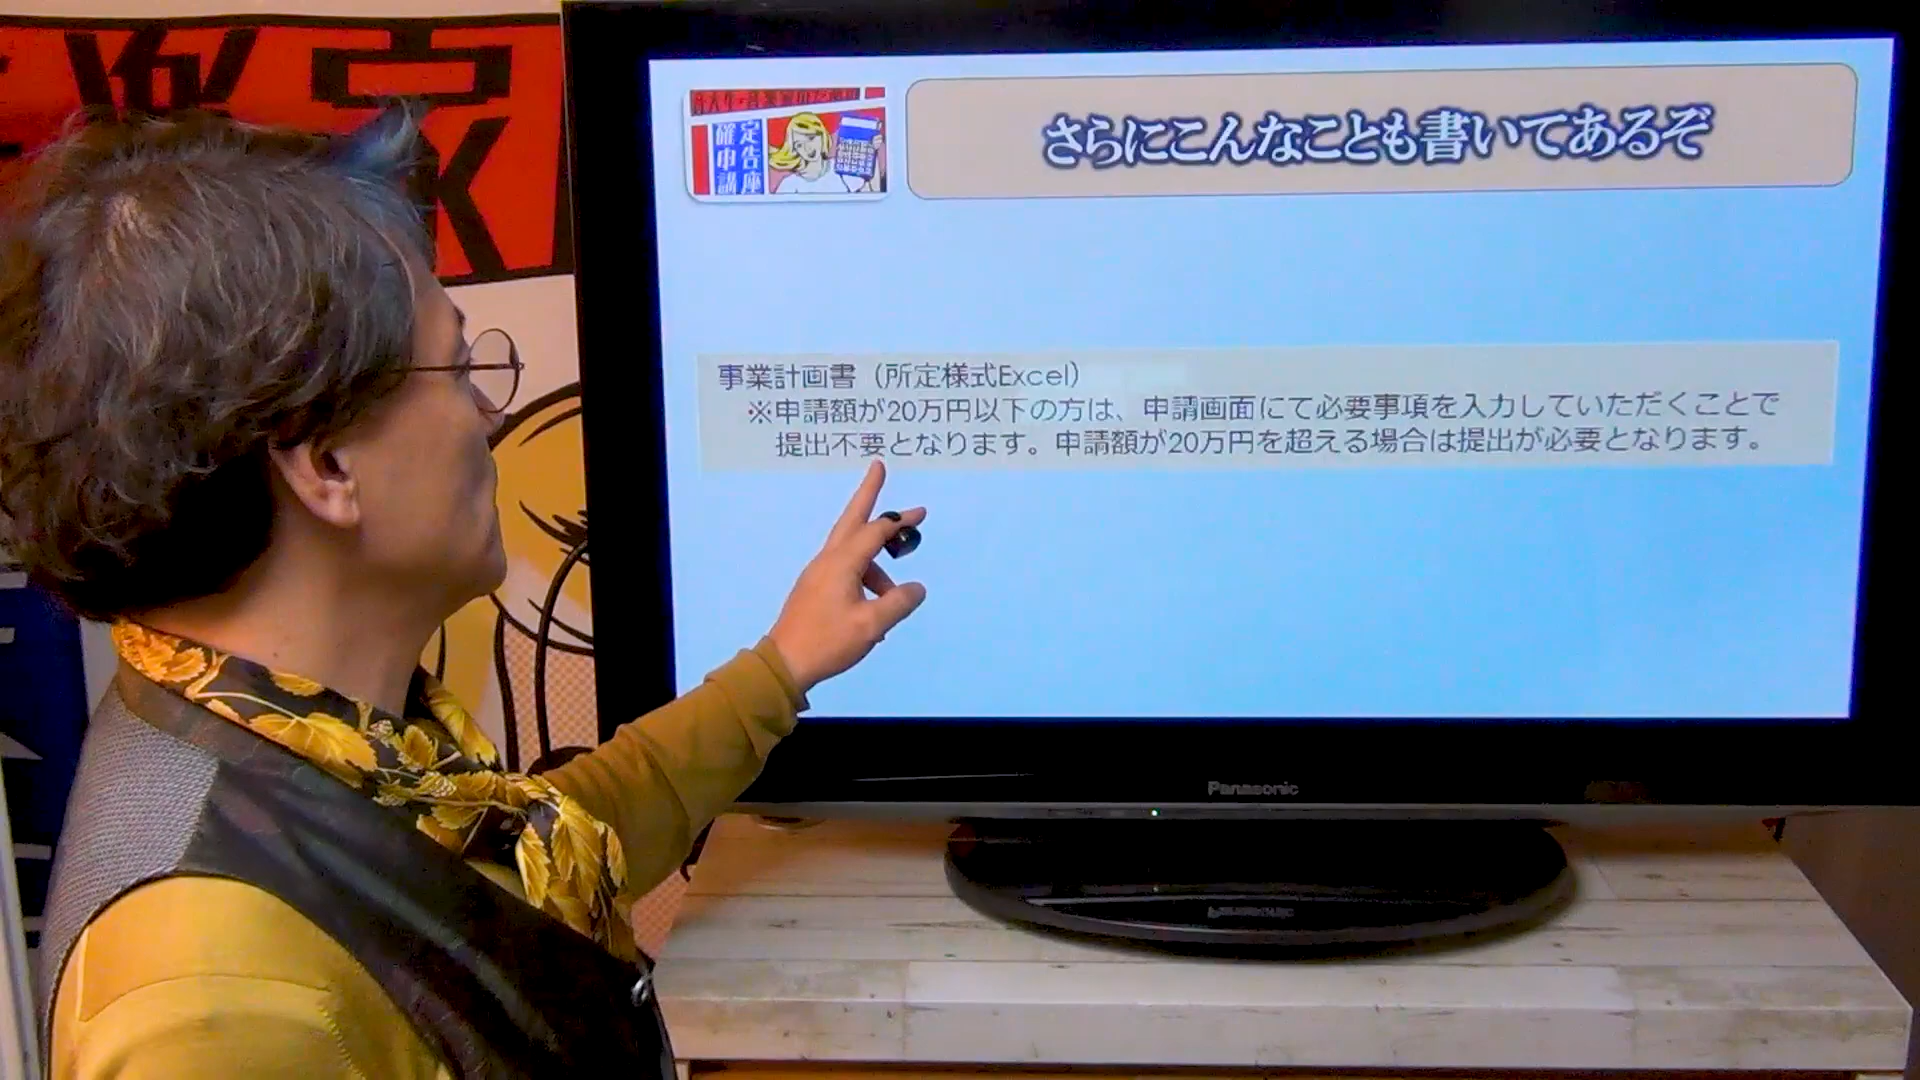 さらにこんなことも書いてあるぞ
確定
申告
講座
事業計画書（所定様式Excel）
※申請額が20万円以下の方は、申請画面にて必要事項を入力していただくことで
提出不要となります。申請額が20万円を超える場合は提出が必要となります。
Panasonic